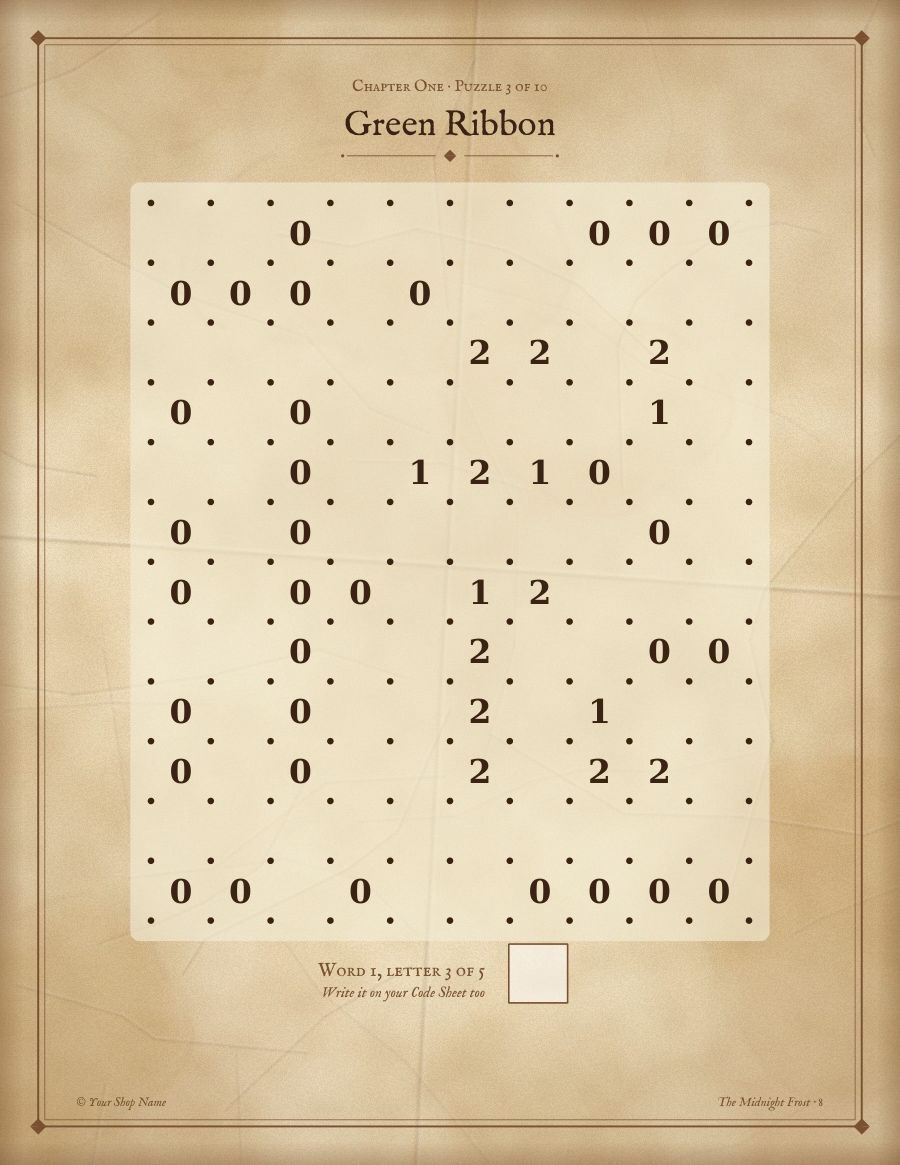 Chapter One · Puzzle 3 of 10
Green Ribbon
0 0 0 0
0 0 0 0
2 2 2
0 0 1
0 1 2 1 0
0 0 0
0 0 0 1 2
0 2 0 0
0 0 2 1
0 0 2 2 2
0 0 0 0 0 0 0
Word 1, letter 3 of 5
Write it on your Code Sheet too
© Your Shop Name
The Midnight Frost · 8